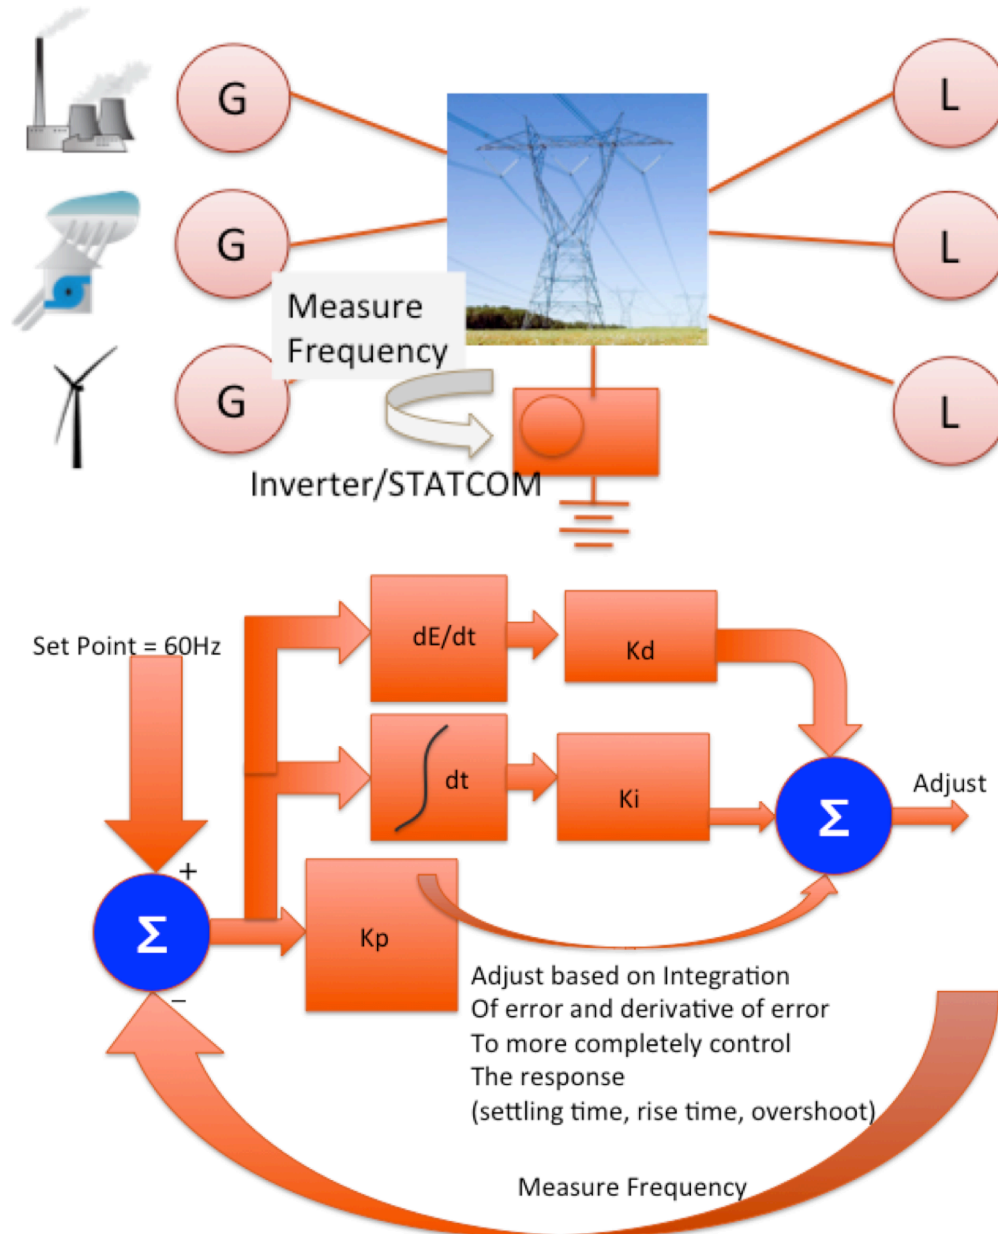 G
L
G
L
Measure
Frequency
G
L
Inverter/STATCOM
Set Point = 60Hz
dE/dt
Kd
∫ dt
Ki
Σ
Adjust
+
Σ
Kp
–
Adjust based on Integration
Of error and derivative of error
To more completely control
The response
(settling time, rise time, overshoot)
Measure Frequency